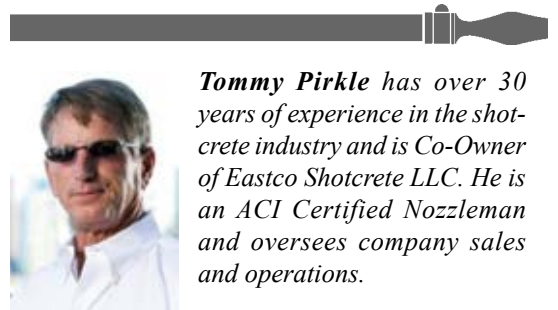 Tommy Pirkle has over 30
years of experience in the shot-
crete industry and is Co-Owner
of Eastco Shotcrete LLC. He is
an ACI Certified Nozzleman
and oversees company sales
and operations.